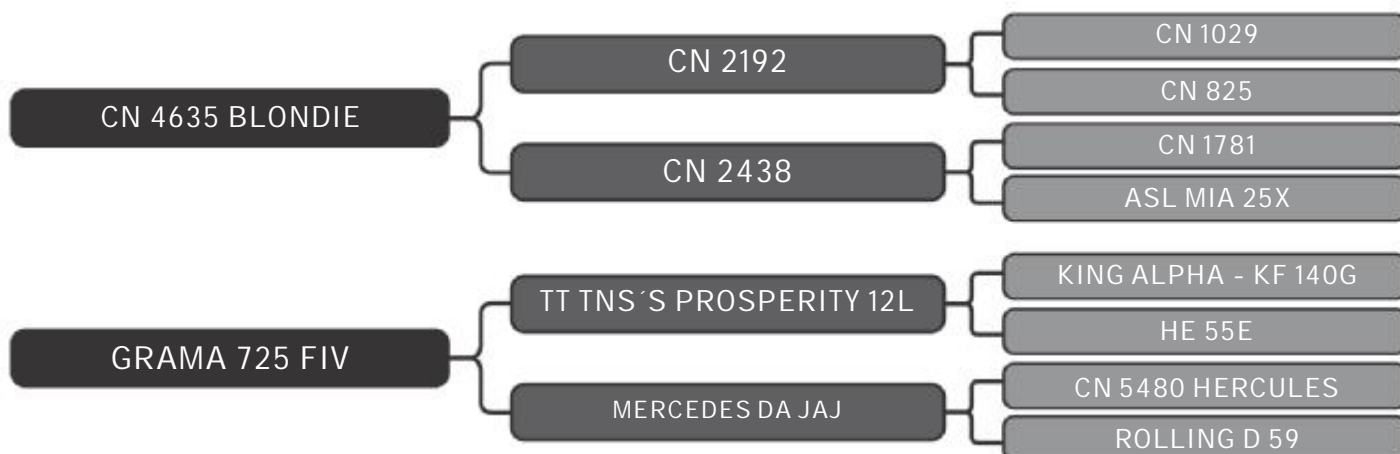 CN 4635 BLONDIE
CN 2192
CN 1029
CN 825
CN 2438
CN 1781
ASL MIA 25X
GRAMA 725 FIV
TT TNS´S PROSPERITY 12L
KING ALPHA - KF 140G
HE 55E
MERCEDES DA JAJ
CN 5480 HERCULES
ROLLING D 59